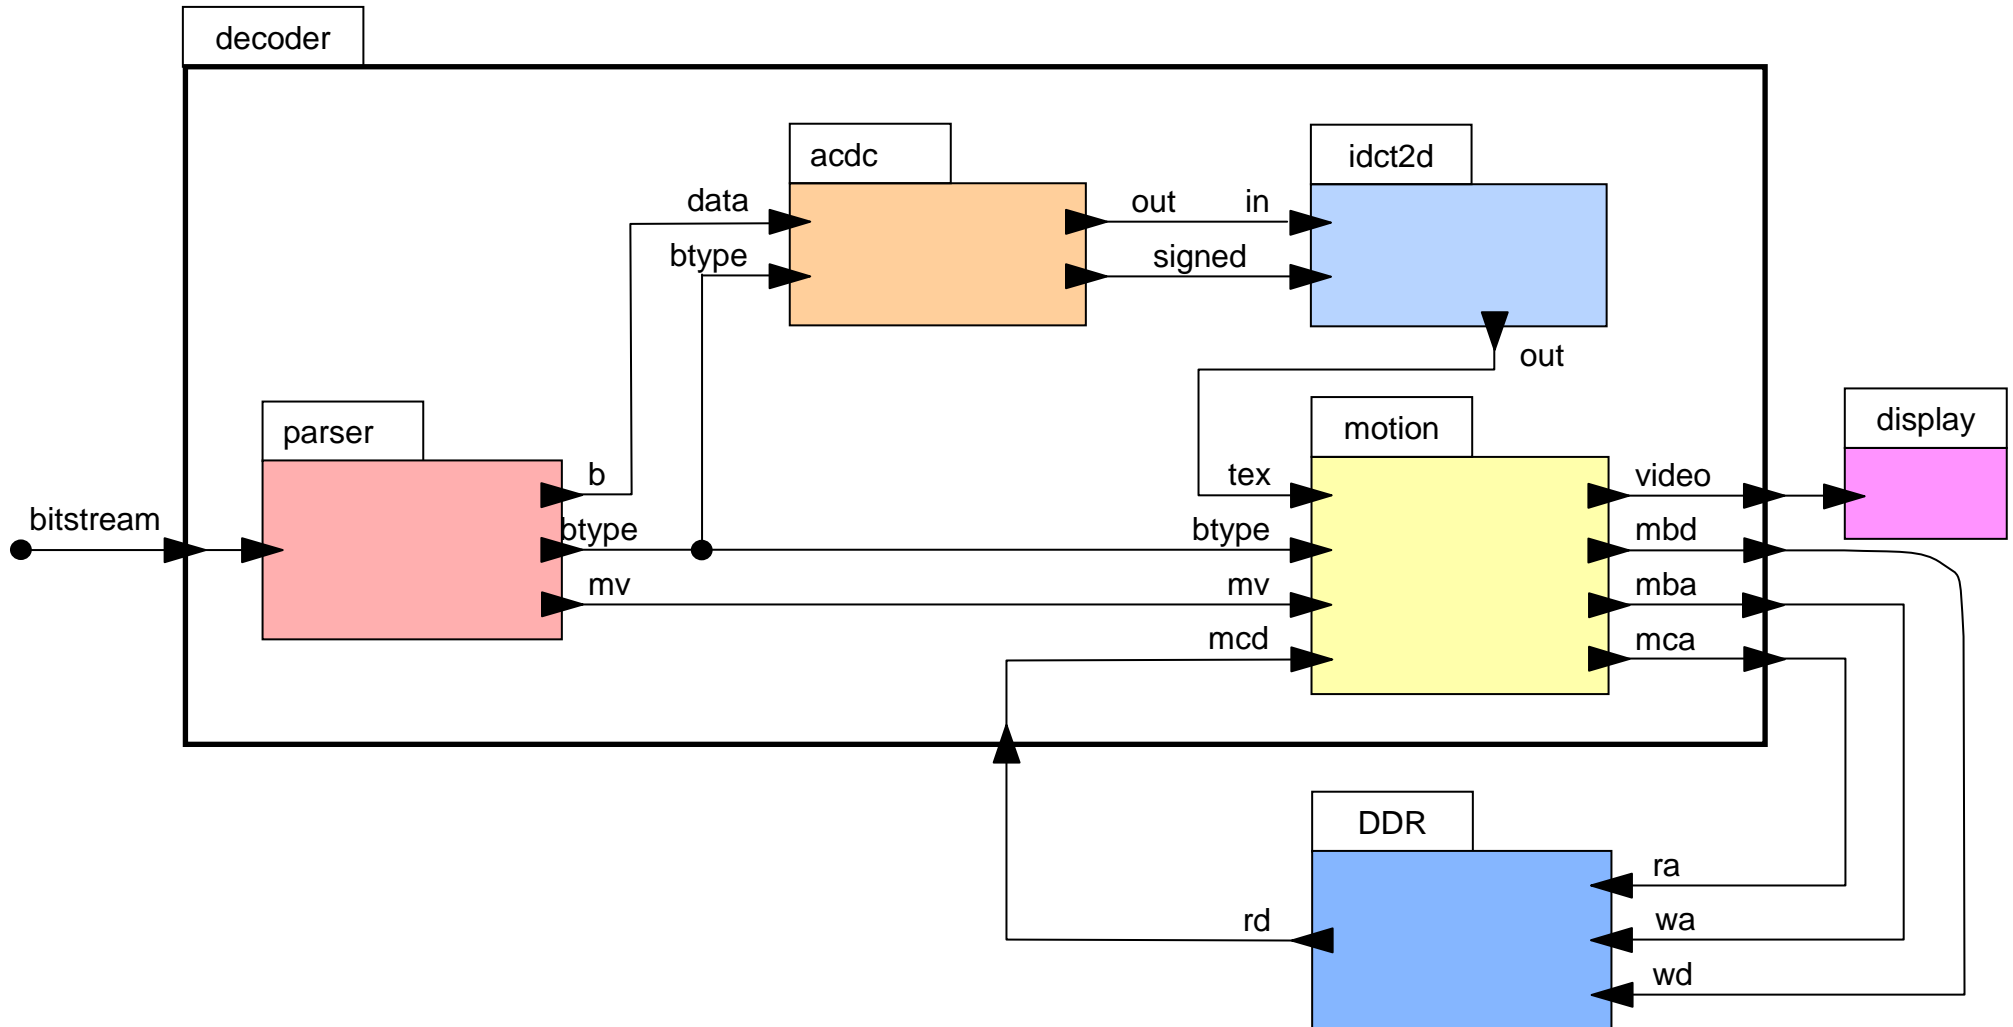 decoder
acdc
idct2d
data
out
in
btype
signed
out
display
parser
motion
b
tex
video
bitstream
btype
btype
mbd
mv
mv
mba
mcd
mca
DDR
ra
rd
wa
wd